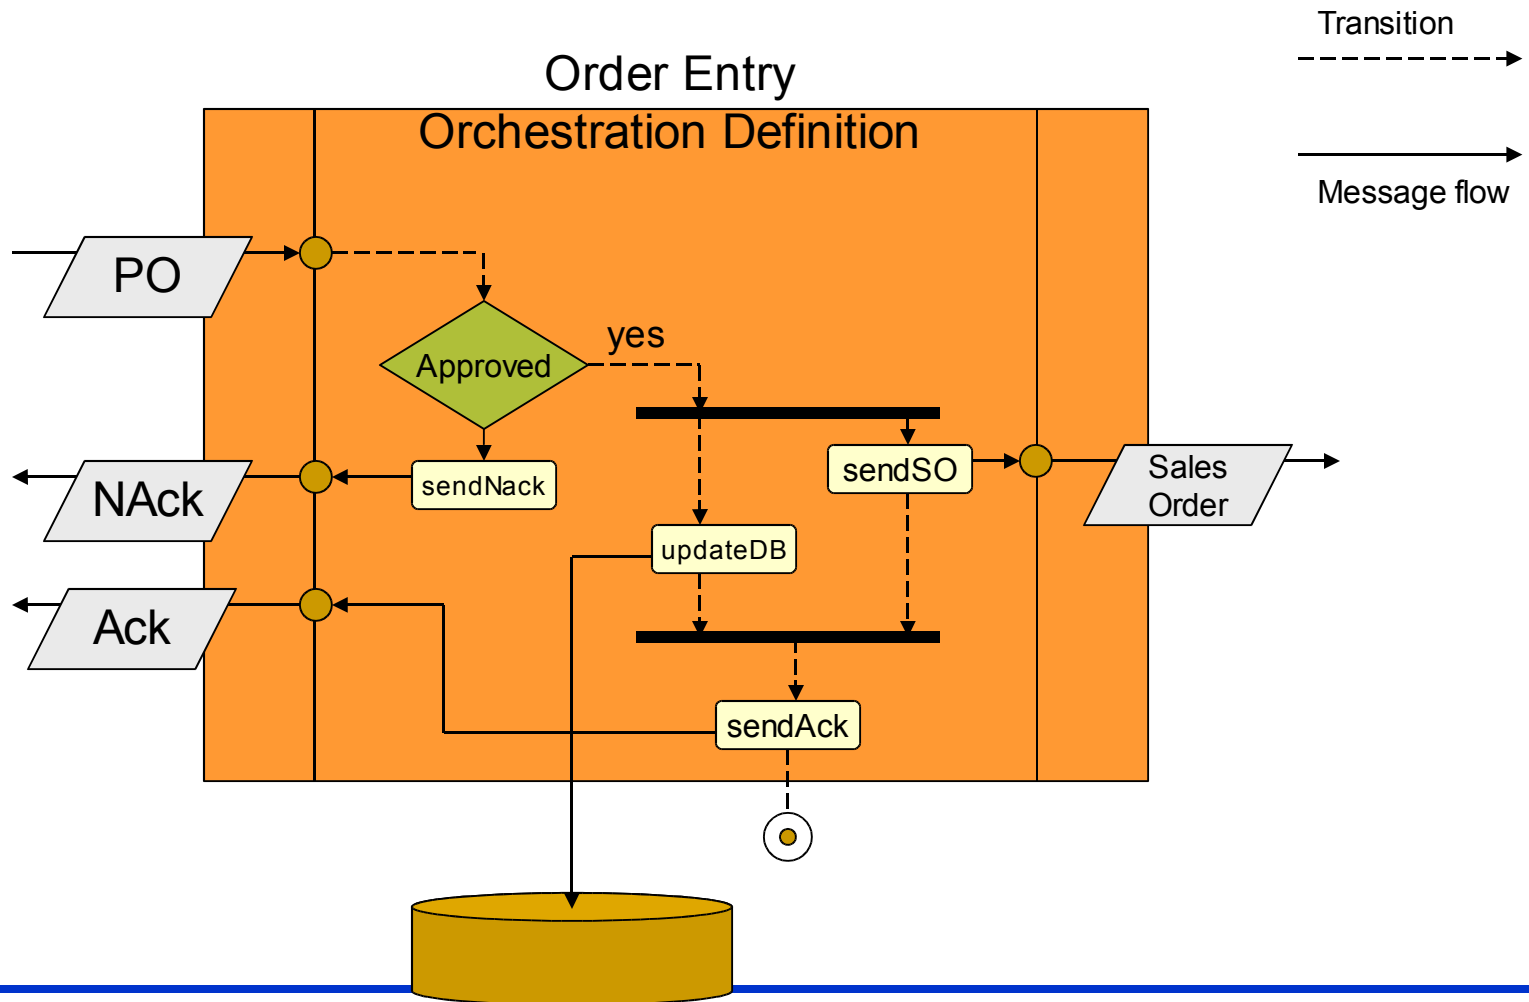 Transition
Order Entry
Orchestration Definition
Message flow
PO
yes
Approved
NAck
sendNack
sendSO
Sales
Order
updateDB
Ack
sendAck